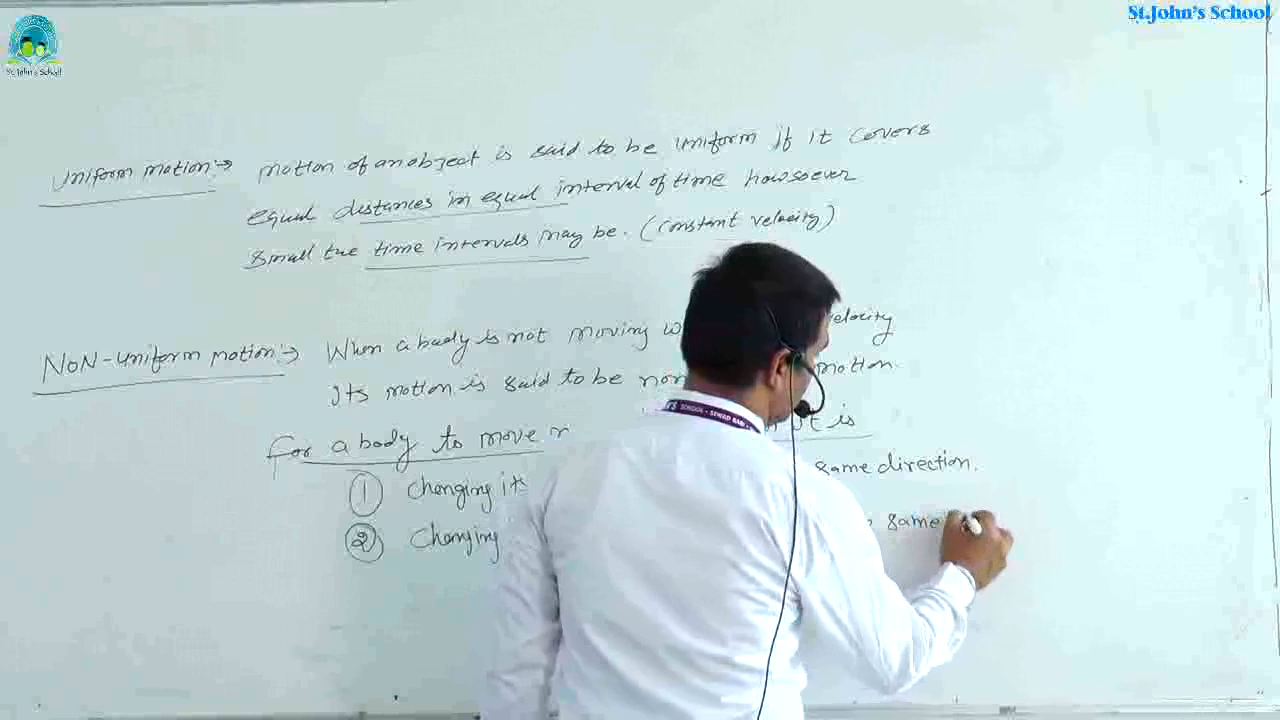 St.John's School
St.John's School
Uniform motion:→ motion of an object is said to be uniform if it covers
equal distances in equal interval of time howsoever
small the time intervals may be. (constant velocity)
NON-Uniform motion:→ When a body is not moving velocity
Its motion is said to be non motion.
For a body to move it is
① Changing its same direction.
② Changing same
SCHOOL - SEWAD BARI